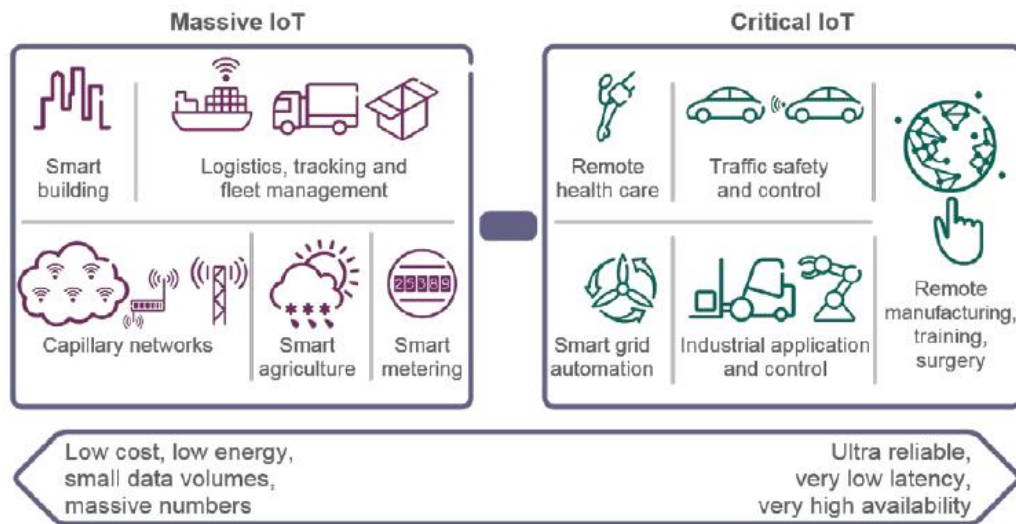 Massive IoT
Smart
building
Logistics, tracking and
fleet management
Capillary networks
25389
Smart
agriculture
Smart
metering
Critical IoT
Remote
health care
Traffic safety
and control
Smart grid
automation
Industrial application
and control
Remote
manufacturing,
training,
surgery
Low cost, low energy,
small data volumes,
massive numbers
Ultra reliable,
very low latency,
very high availability